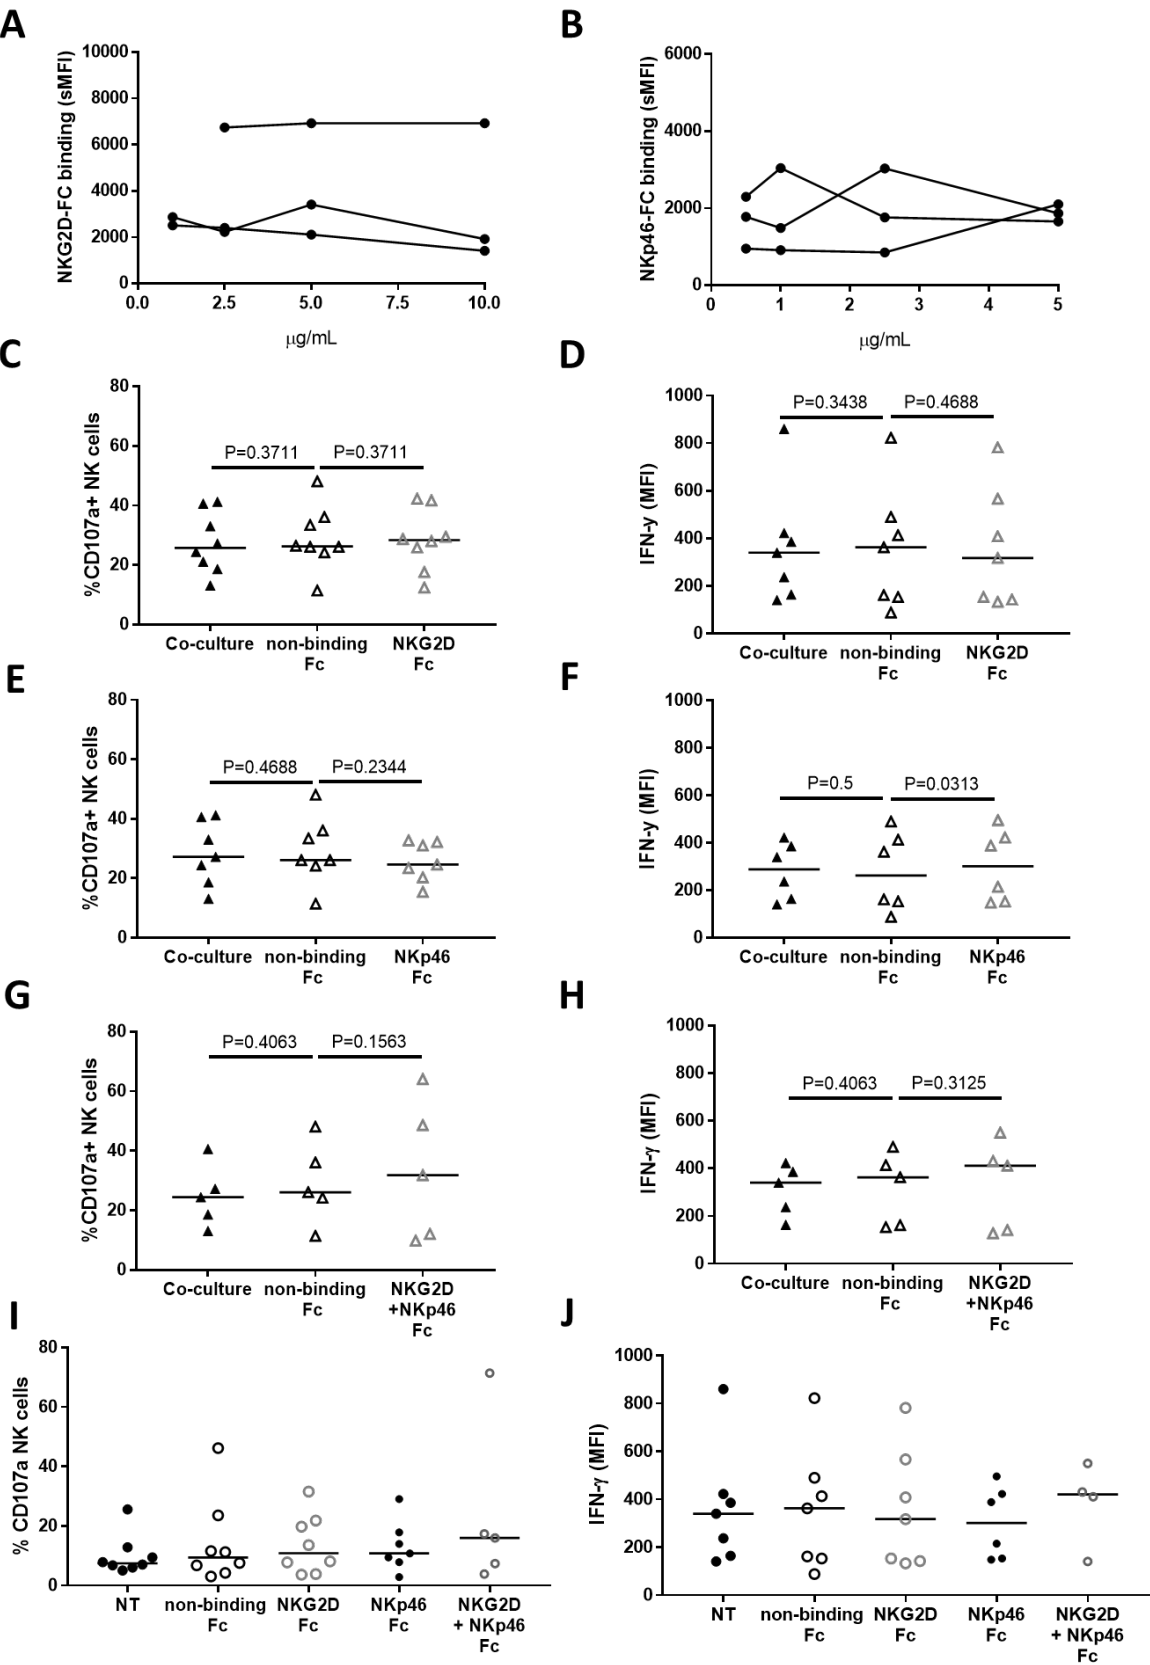 A
NKG2D-FC binding (sMFI)
10000
8000
6000
4000
2000
0
0.0 2.5 5.0 7.5 10.0
μg/mL
B
NKp46-FC binding (sMFI)
6000
4000
2000
0
0 1 2 3 4 5
μg/mL
C
%CD107a+ NK cells
80
60
40
20
0
P=0.3711 P=0.3711
Co-culture non-binding NKG2D
Fc Fc
D
IFN-y (MFI)
1000
800
600
400
200
0
P=0.3438 P=0.4688
Co-culture non-binding NKG2D
Fc Fc
E
%CD107a+ NK cells
80
60
40
20
0
P=0.4688 P=0.2344
Co-culture non-binding NKp46
Fc Fc
F
IFN-y (MFI)
1000
800
600
400
200
0
P=0.5 P=0.0313
Co-culture non-binding NKp46
Fc Fc
G
%CD107a+ NK cells
80
60
40
20
0
P=0.4063 P=0.1563
Co-culture non-binding NKG2D
Fc +NKp46
Fc
H
IFN-γ (MFI)
1000
800
600
400
200
0
P=0.4063 P=0.3125
Co-culture non-binding NKG2D
Fc +NKp46
Fc
I
% CD107a NK cells
80
60
40
20
0
NT non-binding NKG2D NKp46 NKG2D
Fc Fc Fc + NKp46
Fc
J
IFN-γ (MFI)
1000
800
600
400
200
0
NT non-binding NKG2D NKp46 NKG2D
Fc Fc Fc + NKp46
Fc